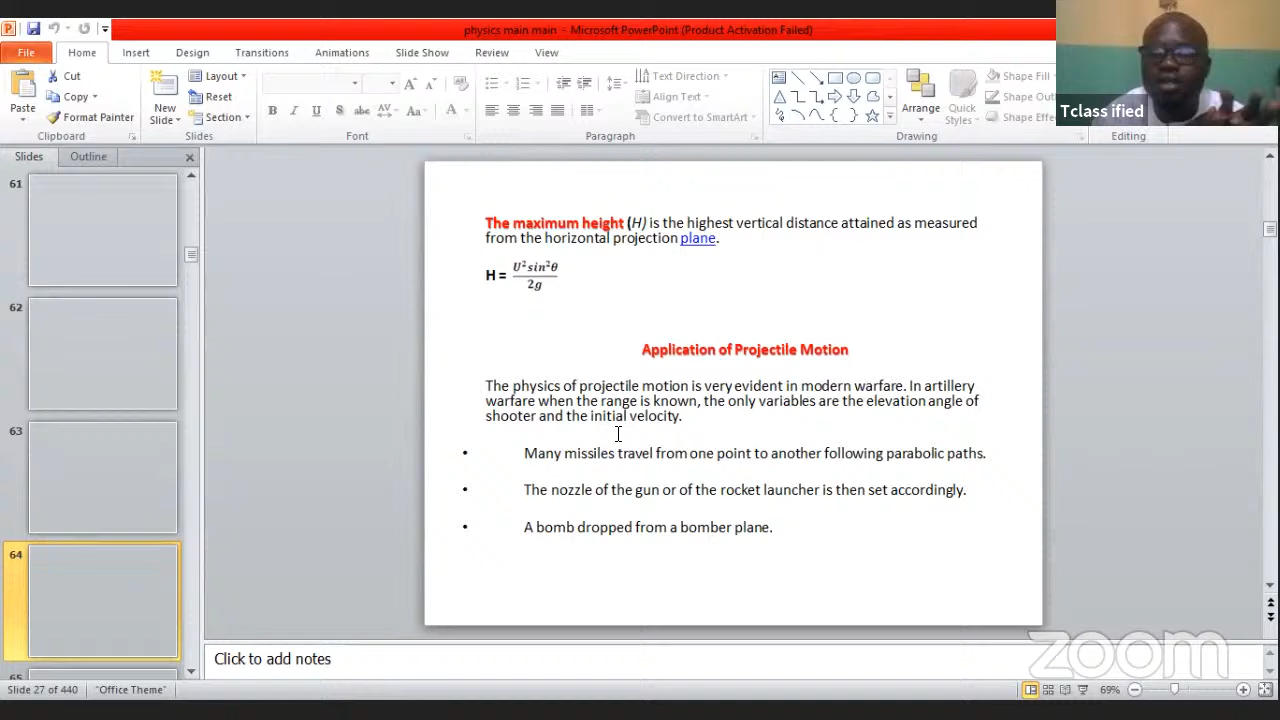 physics main main - Microsoft PowerPoint (Product Activation Failed)
File Home Insert Design Transitions Animations Slide Show Review View
Paste
Cut
Copy
Format Painter
Clipboard
New Slide
Layout
Reset
Section
Slides
Font
Text Direction
Align Text
Convert to SmartArt
Paragraph
Arrange
Quick Styles
Shape Fill
Shape
Shape
Drawing
Editing
Tclass ified
Slides Outline
61
62
63
64
65
The maximum height (H) is the highest vertical distance attained as measured
from the horizontal projection plane.
H = U²sin²θ / 2g
Application of Projectile Motion
The physics of projectile motion is very evident in modern warfare. In artillery
warfare when the range is known, the only variables are the elevation angle of
shooter and the initial velocity.
• Many missiles travel from one point to another following parabolic paths.
• The nozzle of the gun or of the rocket launcher is then set accordingly.
• A bomb dropped from a bomber plane.
Click to add notes
zoom
Slide 27 of 440 "Office Theme" 69%